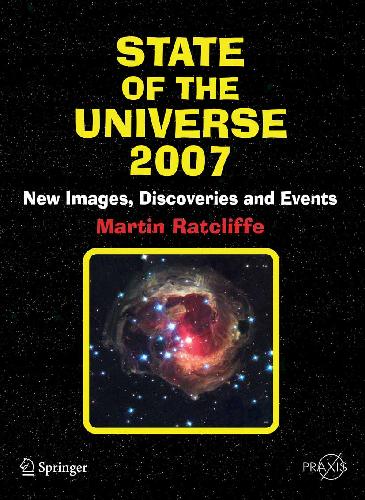 STATE
OF THE
UNIVERSE
2007
New Images, Discoveries and Events
Martin Ratcliffe
Springer
PRAXIS